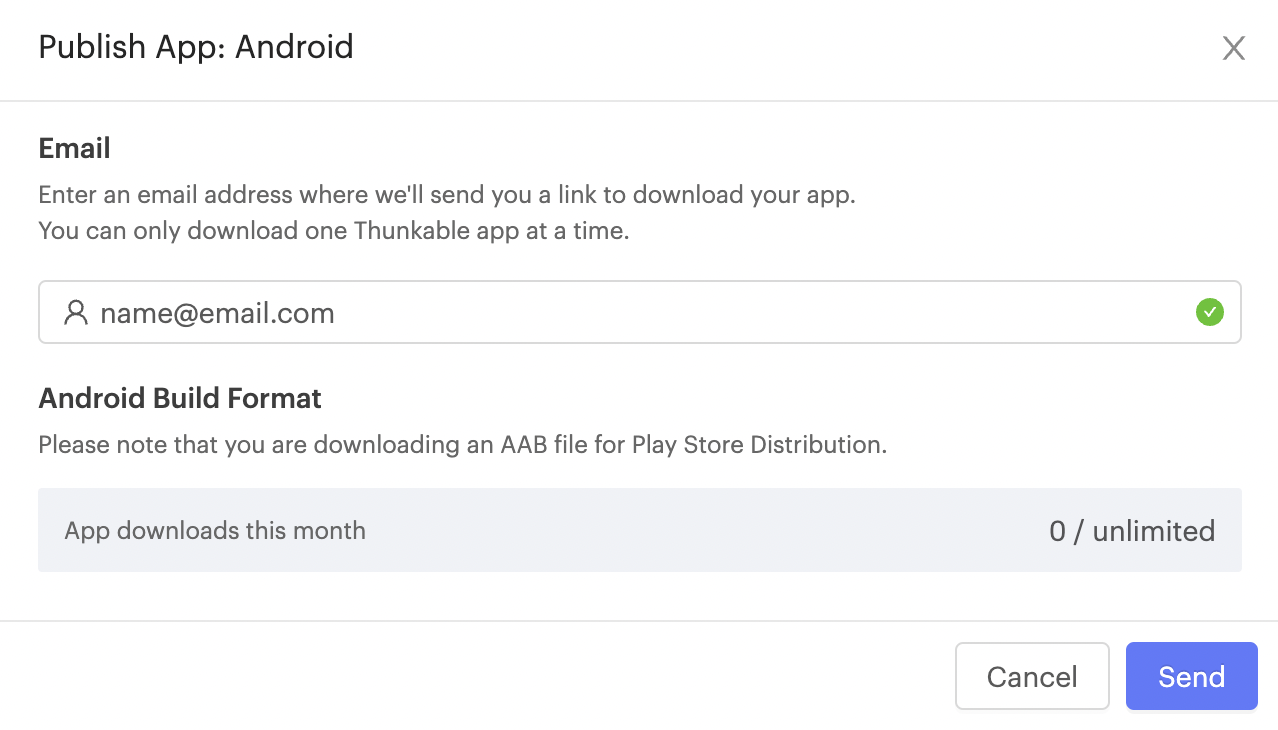 Publish App: Android
Email
Enter an email address where we'll send you a link to download your app.
You can only download one Thunkable app at a time.
name@email.com
Android Build Format
Please note that you are downloading an AAB file for Play Store Distribution.
App downloads this month 0 / unlimited
Cancel Send